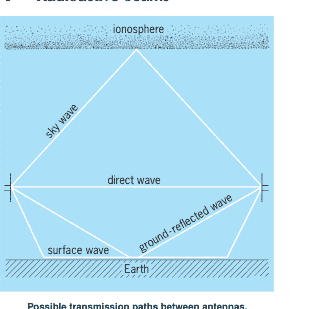 ionosphere
sky wave
direct wave
ground-reflected wave
surface wave
Earth
Possible transmission paths between antennas.